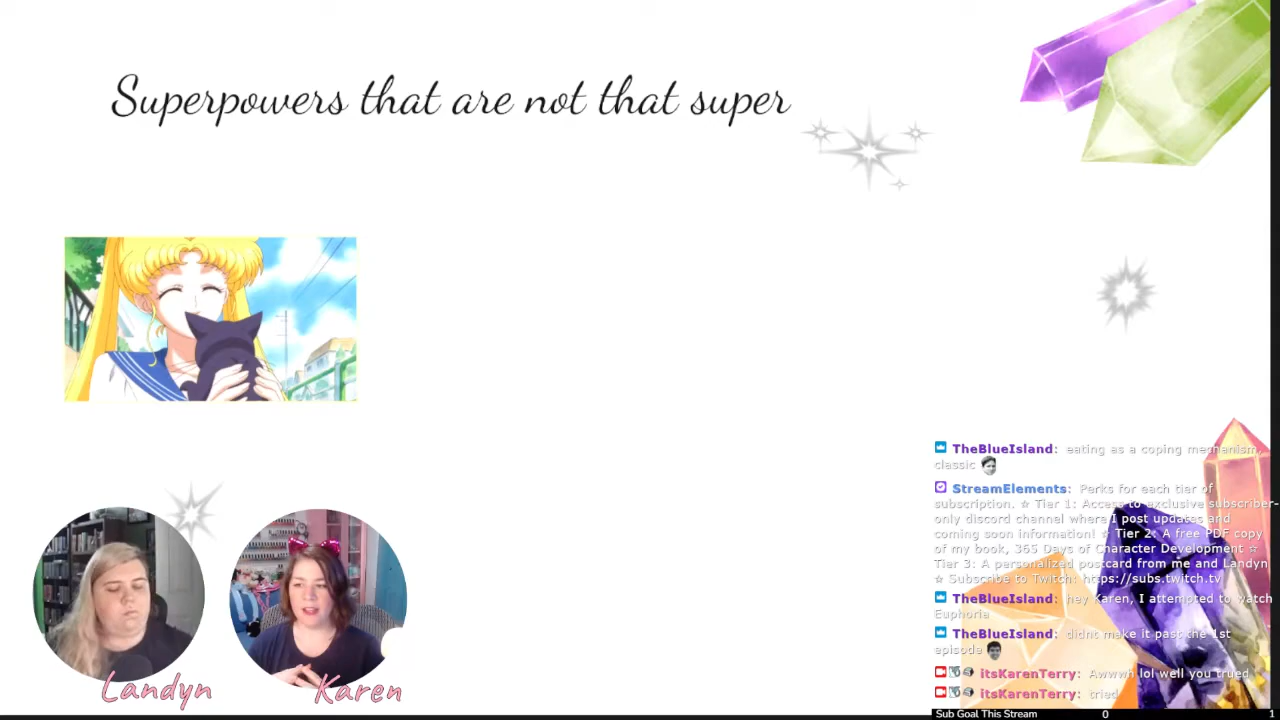 Superpowers that are not that super
TheBlueIsland: eating as a coping mechanism,
classic
StreamElements: Perks for each tier of
subscription. ☆ Tier 1: Access to exclusive subscriber-
only discord channel where I post updates and
coming soon information! ☆ Tier 2: A free PDF copy
of my book, 365 Days of Character Development ☆
Tier 3: A personalized postcard from me and Landyn
☆ Subscribe to Twitch: https://subs.twitch.tv
TheBlueIsland: hey Karen, I attempted to watch
Euphoria
TheBlueIsland: didnt make it past the 1st
episode
itsKarenTerry: Awwwh lol well you trued
itsKarenTerry: tried
Landyn
Karen
Sub Goal This Stream 0 1